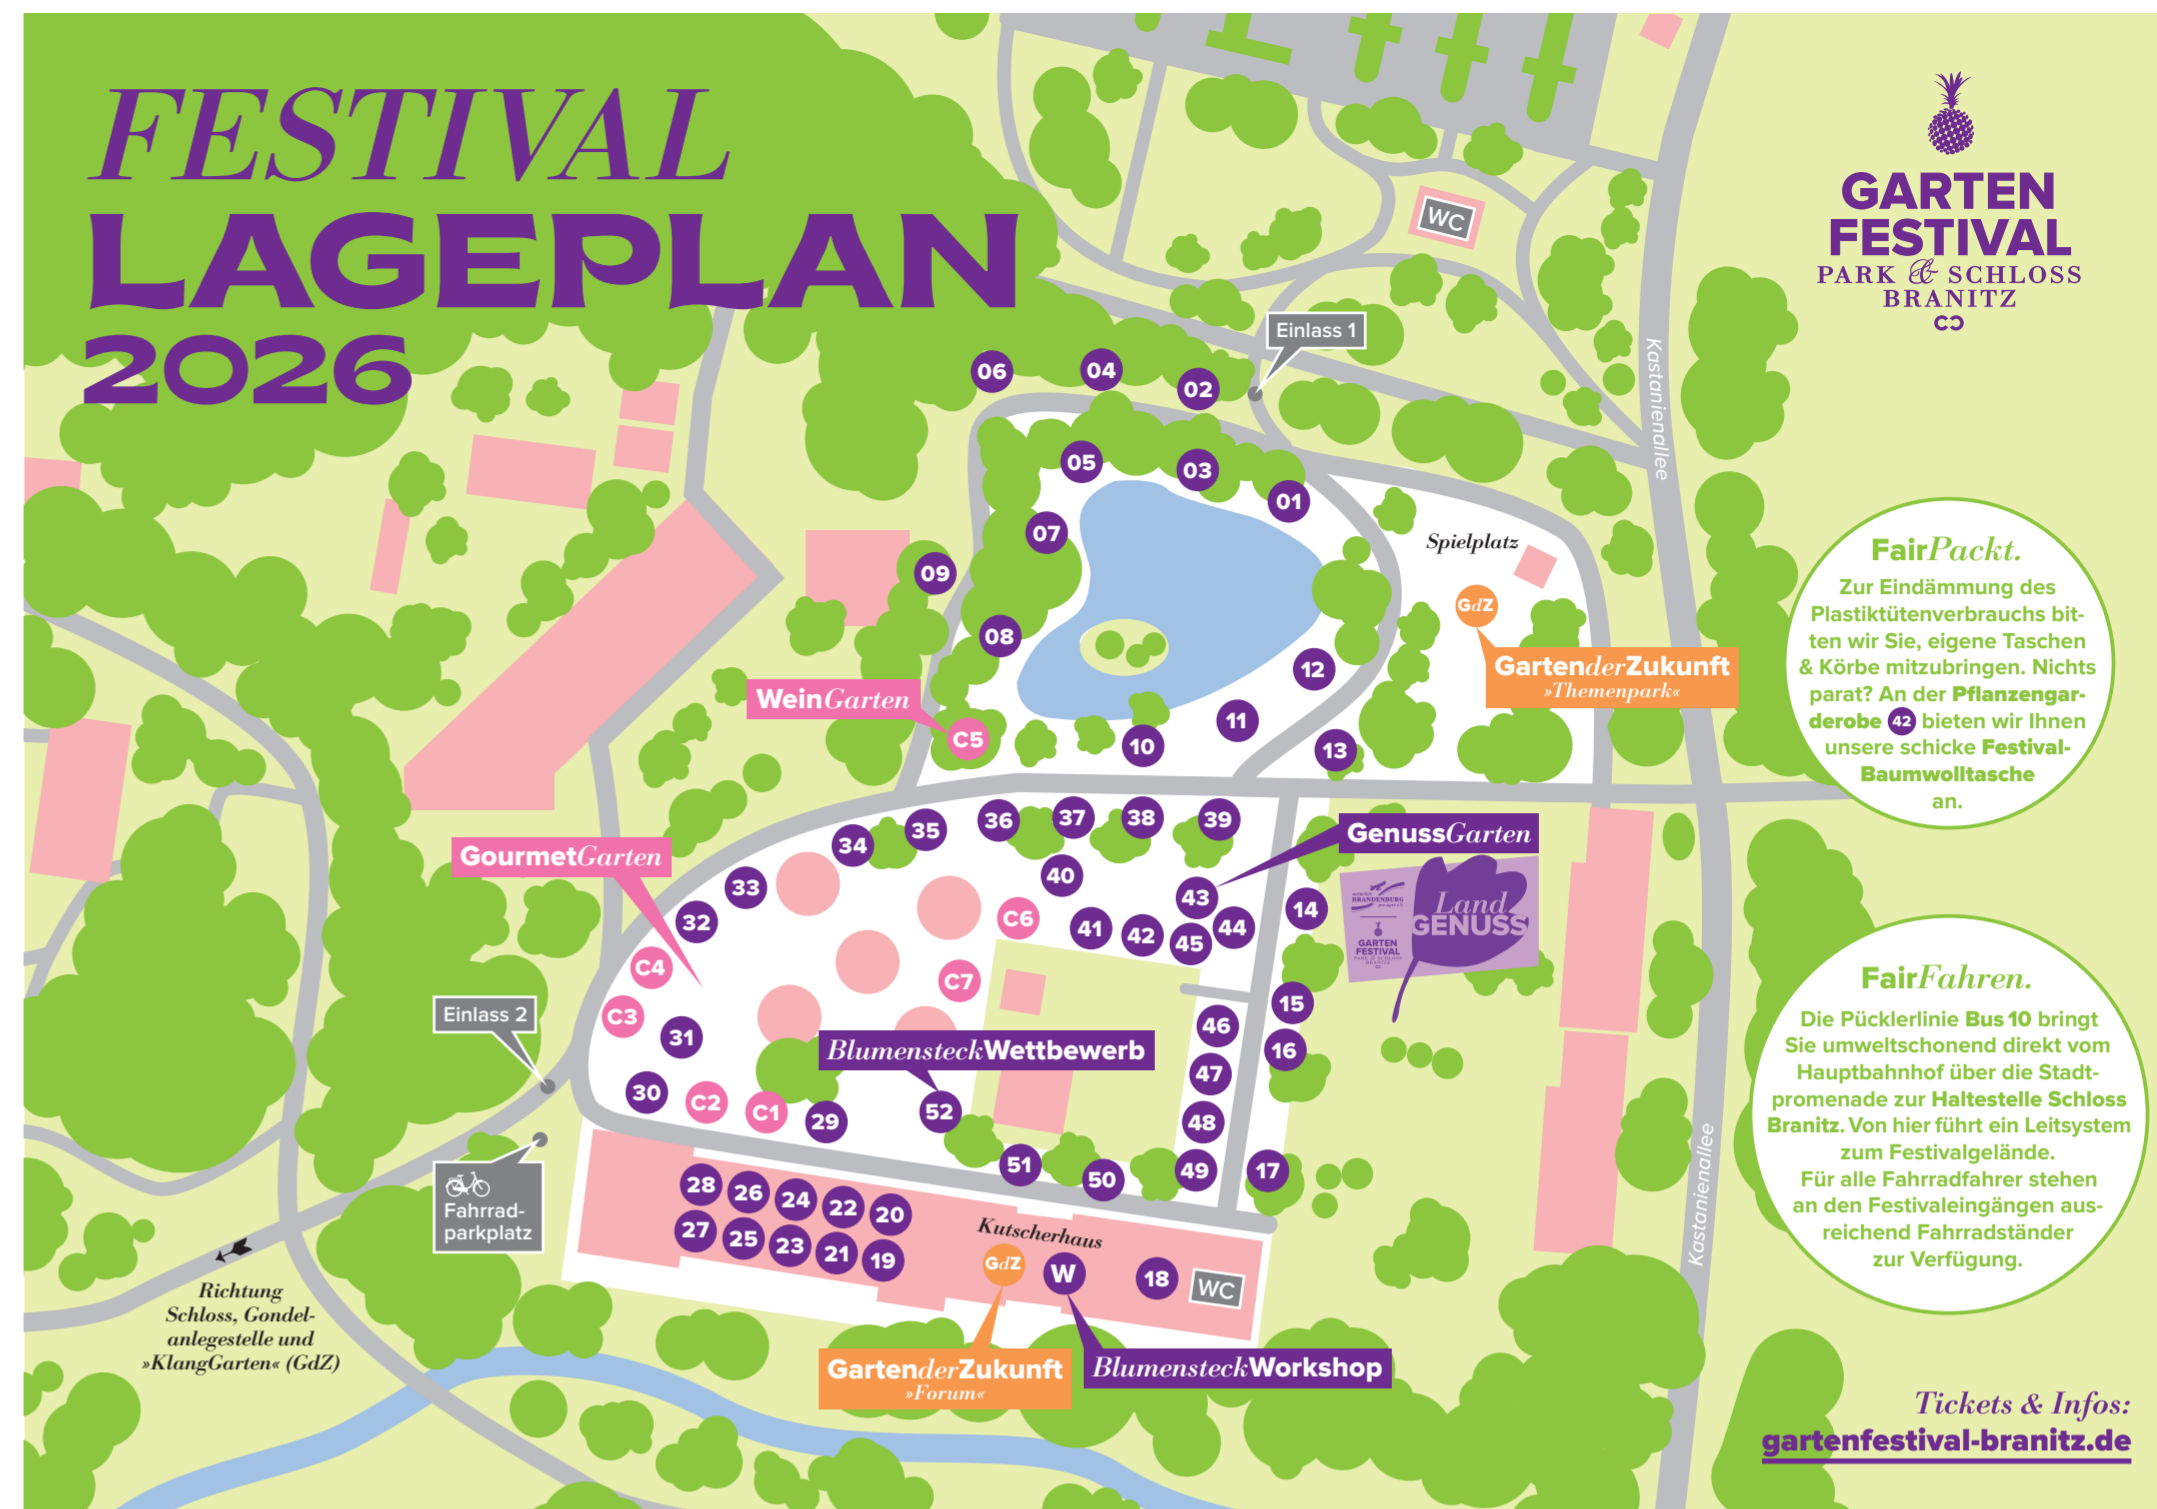 FESTIVAL
LAGEPLAN
2026
GARTEN
FESTIVAL
PARK & SCHLOSS
BRANITZ
WC
Einlass 1
Kastanienallee
06
04
02
05
03
01
07
09
08
12
11
10
13
Spielplatz
GdZ
GartenderZukunft
»Themenpark«
WeinGarten
C5
FairPackt.
Zur Eindämmung des
Plastiktütenverbrauchs bit-
ten wir Sie, eigene Taschen
& Körbe mitzubringen. Nichts
parat? An der Pflanzengar-
derobe 42 bieten wir Ihnen
unsere schicke Festival-
Baumwolltasche
an.
GourmetGarten
34
35
36
37
38
39
33
32
40
C6
41
42
43
44
45
GenussGarten
14
BRANDENBURG
GARTEN
FESTIVAL
PARK & SCHLOSS
BRANITZ
Land
GENUSS
C4
C3
C7
31
30
C2
C1
29
52
Einlass 2
BlumensteckWettbewerb
15
16
17
46
47
48
49
50
51
Fahrrad-
parkplatz
28
26
24
22
20
27
25
23
21
19
Kutscherhaus
GdZ
W
18
WC
GartenderZukunft
»Forum«
BlumensteckWorkshop
Richtung
Schloss, Gondel-
anlegestelle und
»KlangGarten« (GdZ)
Kastanienallee
FairFahren.
Die Pücklerlinie Bus 10 bringt
Sie umweltschonend direkt vom
Hauptbahnhof über die Stadt-
promenade zur Haltestelle Schloss
Branitz. Von hier führt ein Leitsystem
zum Festivalgelände.
Für alle Fahrradfahrer stehen
an den Festivaleingängen aus-
reichend Fahrradständer
zur Verfügung.
Tickets & Infos:
gartenfestival-branitz.de